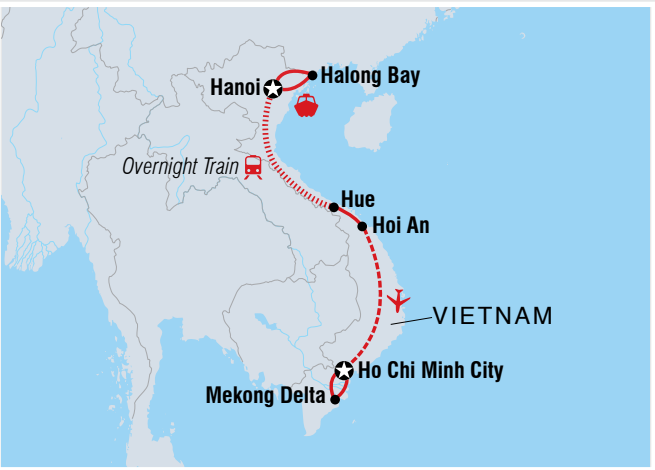 Halong Bay
Hanoi
Overnight Train
Hue
Hoi An
VIETNAM
Ho Chi Minh City
Mekong Delta